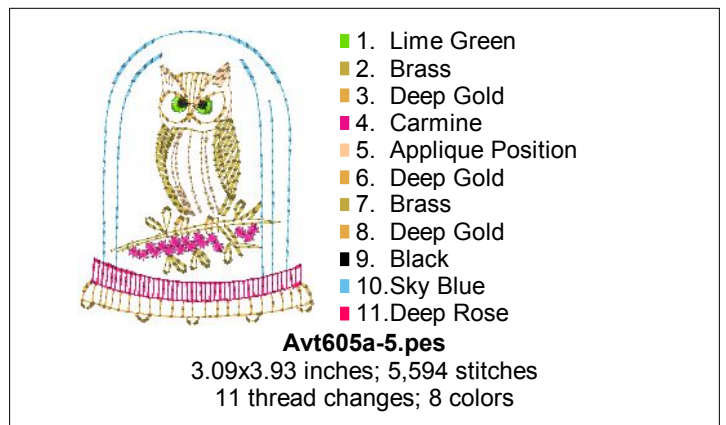 1. Lime Green
2. Brass
3. Deep Gold
4. Carmine
5. Applique Position
6. Deep Gold
7. Brass
8. Deep Gold
9. Black
10.Sky Blue
11.Deep Rose
Avt605a-5.pes
3.09x3.93 inches; 5,594 stitches
11 thread changes; 8 colors